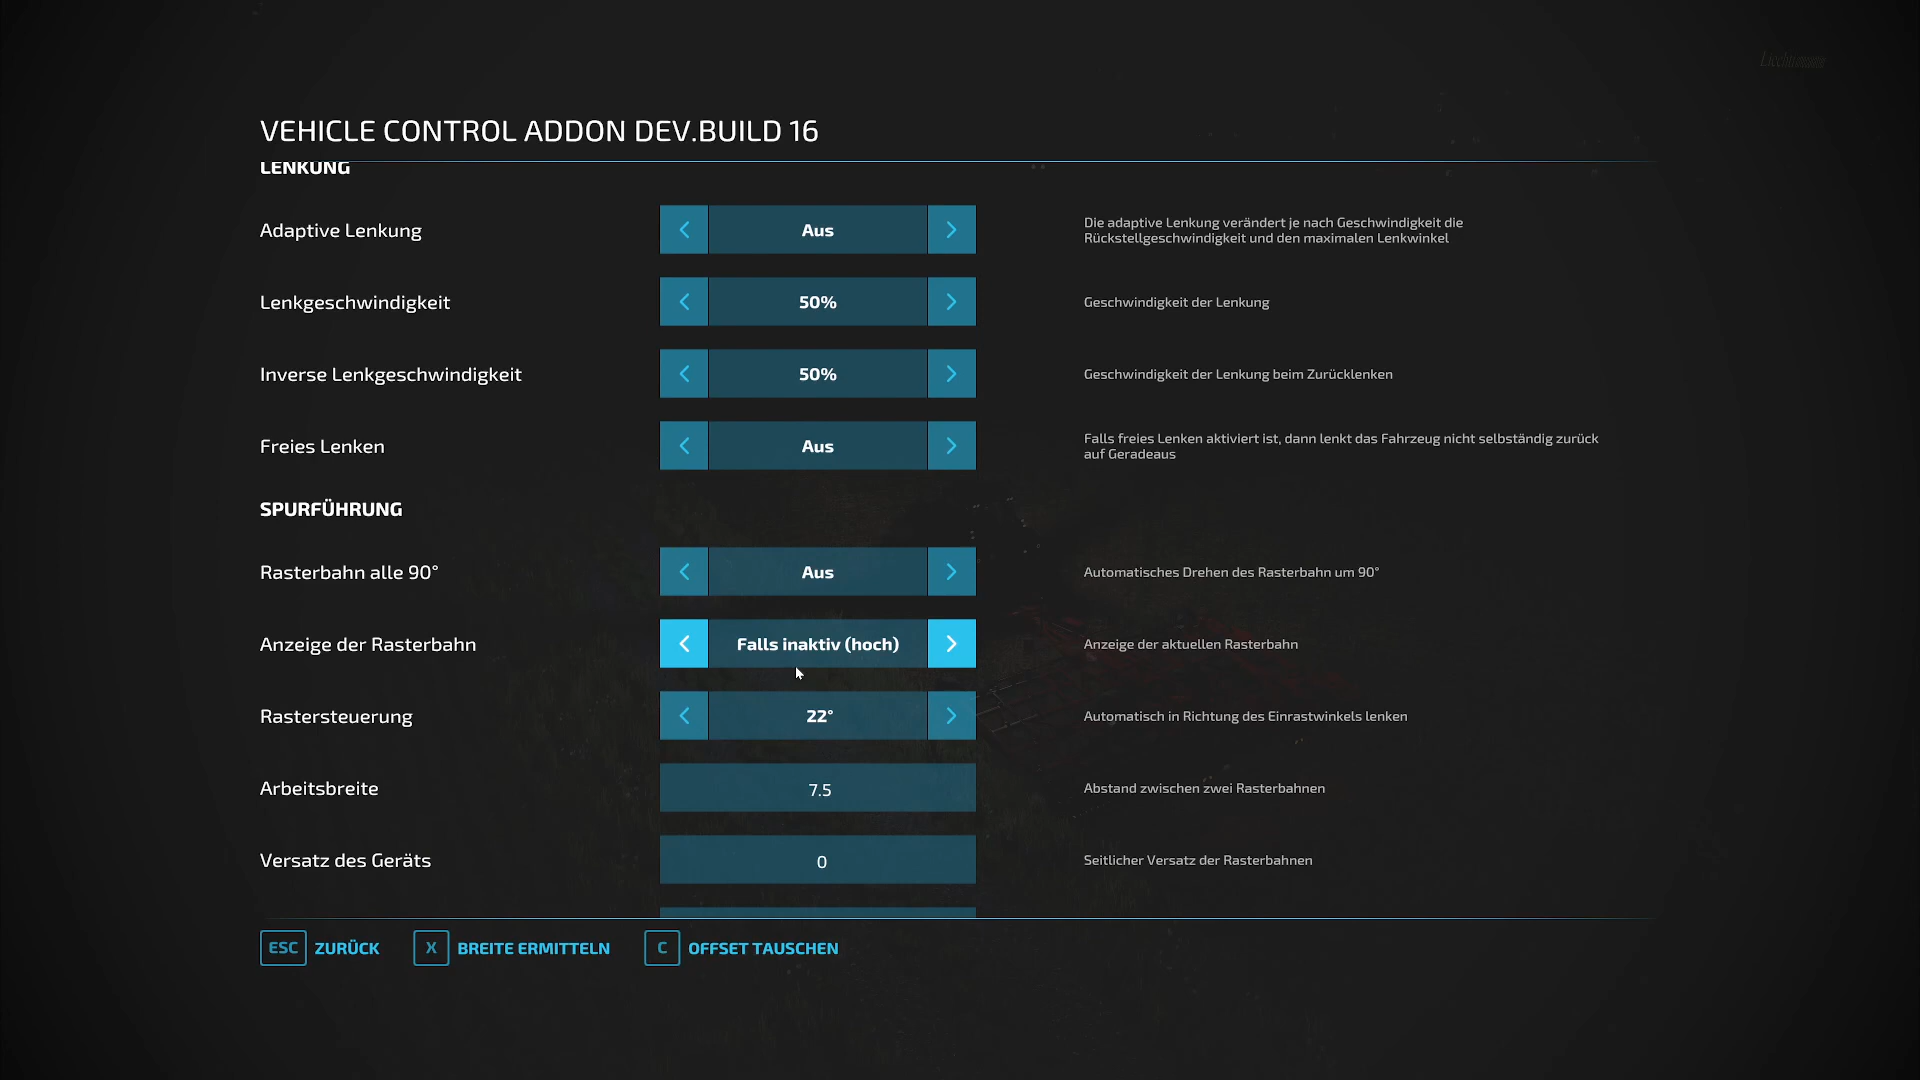 VEHICLE CONTROL ADDON DEV.BUILD 16
LENKUNG
Adaptive Lenkung
Aus
Die adaptive Lenkung verändert je nach Geschwindigkeit die
Rückstellgeschwindigkeit und den maximalen Lenkwinkel
Lenkgeschwindigkeit
50%
Geschwindigkeit der Lenkung
Inverse Lenkgeschwindigkeit
50%
Geschwindigkeit der Lenkung beim Zurücklenken
Freies Lenken
Aus
Falls freies Lenken aktiviert ist, dann lenkt das Fahrzeug nicht selbständig zurück
auf Geradeaus
SPURFÜHRUNG
Rasterbahn alle 90°
Aus
Automatisches Drehen des Rasterbahn um 90°
Anzeige der Rasterbahn
Falls inaktiv (hoch)
Anzeige der aktuellen Rasterbahn
Rastersteuerung
22°
Automatisch in Richtung des Einrastwinkels lenken
Arbeitsbreite
7.5
Abstand zwischen zwei Rasterbahnen
Versatz des Geräts
0
Seitlicher Versatz der Rasterbahnen
ESC ZURÜCK X BREITE ERMITTELN C OFFSET TAUSCHEN